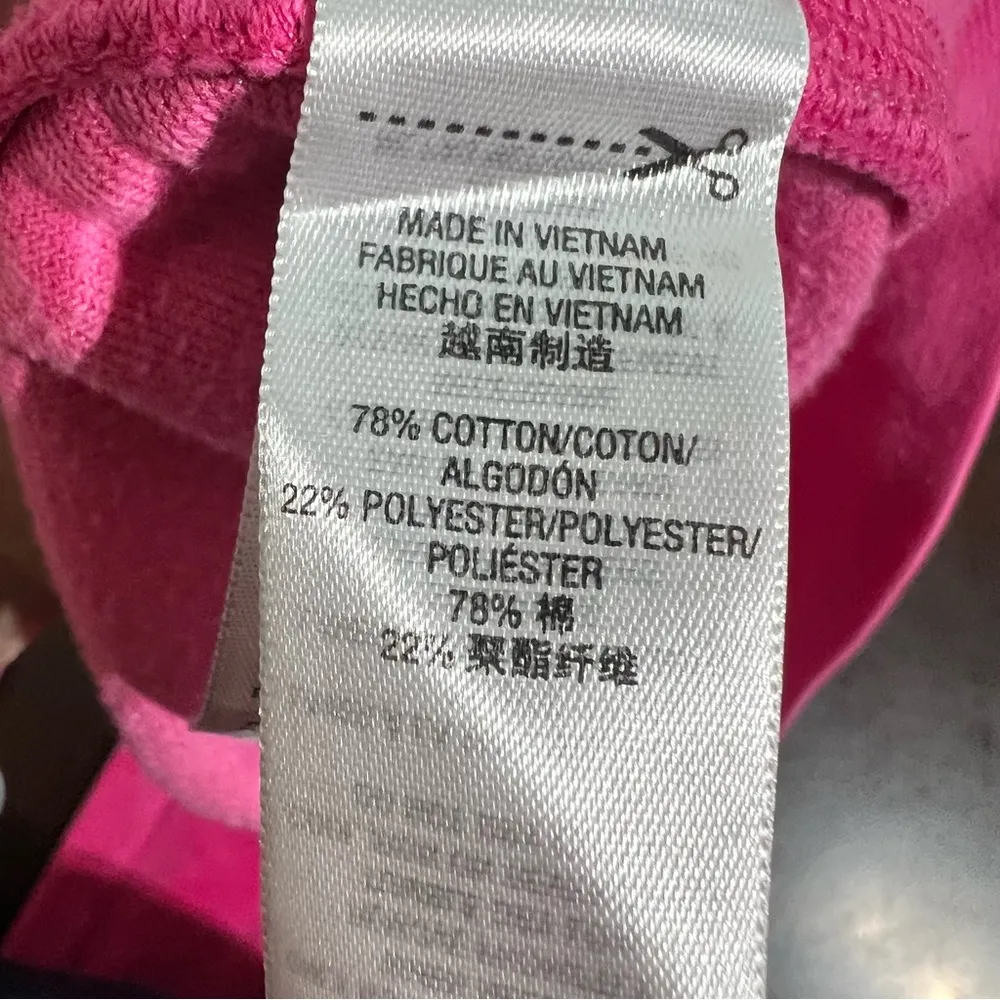 MADE IN VIETNAM
FABRIQUE AU VIETNAM
HECHO EN VIETNAM
越南制造
78% COTTON/COTON/
ALGODÓN
22% POLYESTER/POLYESTER/
POLIÉSTER
78% 棉
22% 聚酯纤维